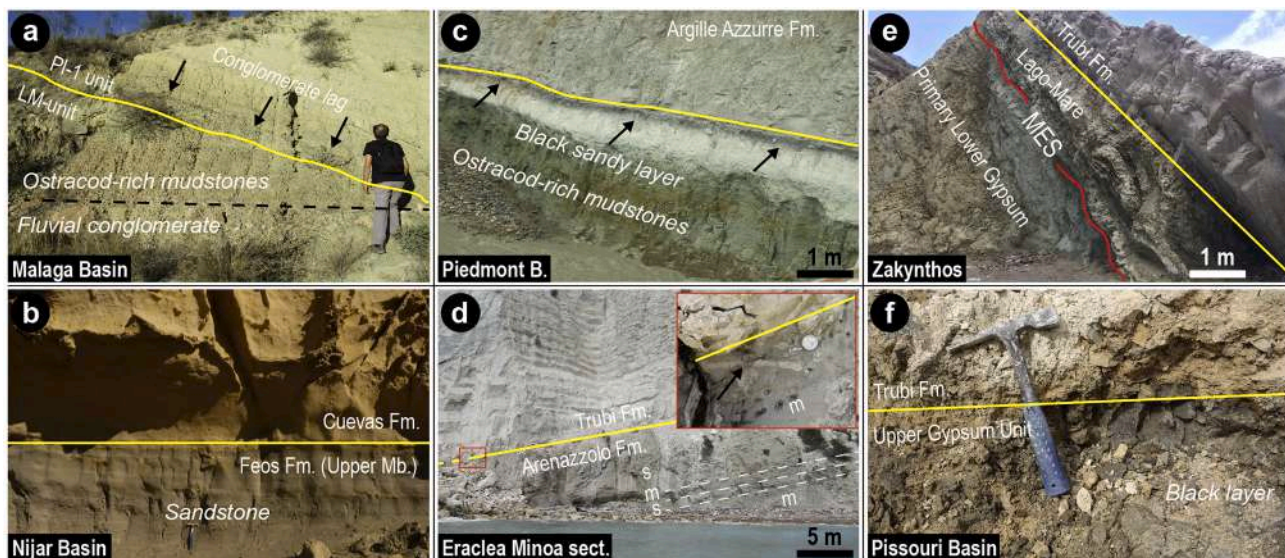 a
Pl-1 unit
LM-unit
Conglomerate lag
Ostracod-rich mudstones
Fluvial conglomerate
Malaga Basin
b
Cuevas Fm.
Feos Fm. (Upper Mb.)
Sandstone
Nijar Basin
c
Argille Azzurre Fm.
Black sandy layer
Ostracod-rich mudstones
Piedmont B.
1 m
d
m
Trubi Fm.
Arenazzolo Fm.
s
m
s
m
Eraclea Minoa sect.
5 m
e
Trubi Fm.
Lago-Mare
MES
Primary Lower Gypsum
Zakynthos
1 m
f
Trubi Fm.
Upper Gypsum Unit
Black layer
Pissouri Basin